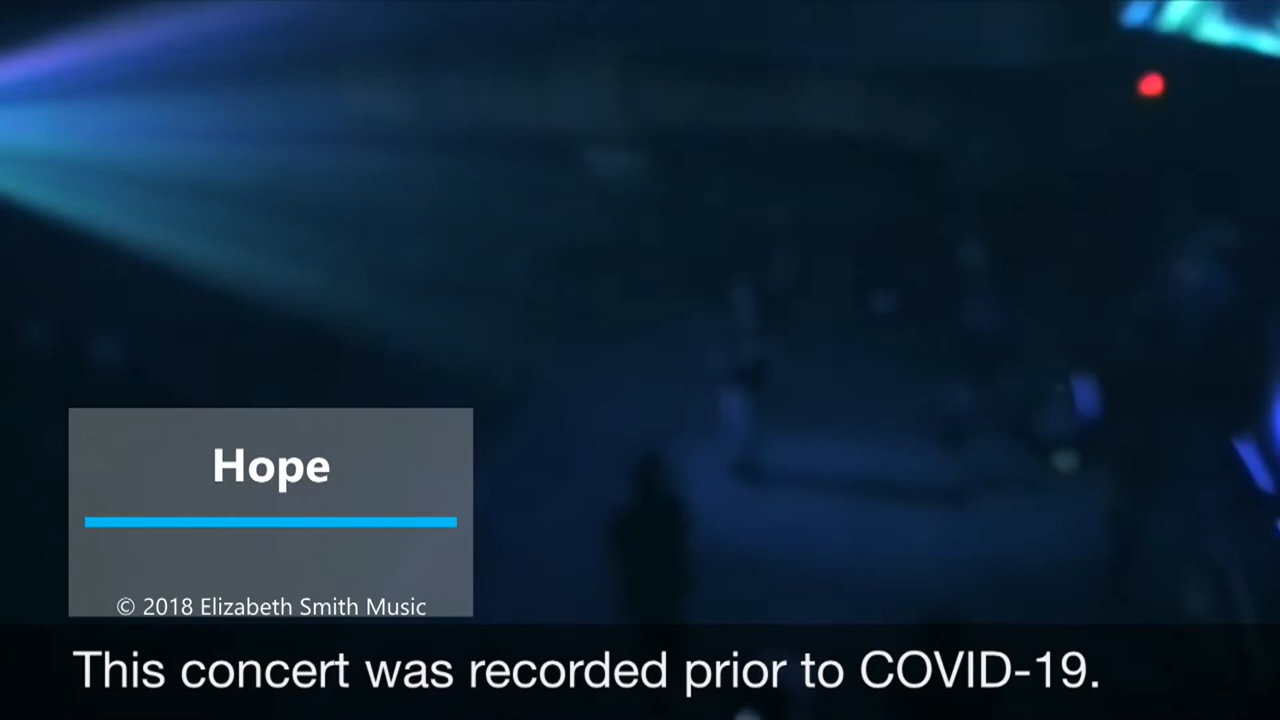 Hope
© 2018 Elizabeth Smith Music
This concert was recorded prior to COVID-19.